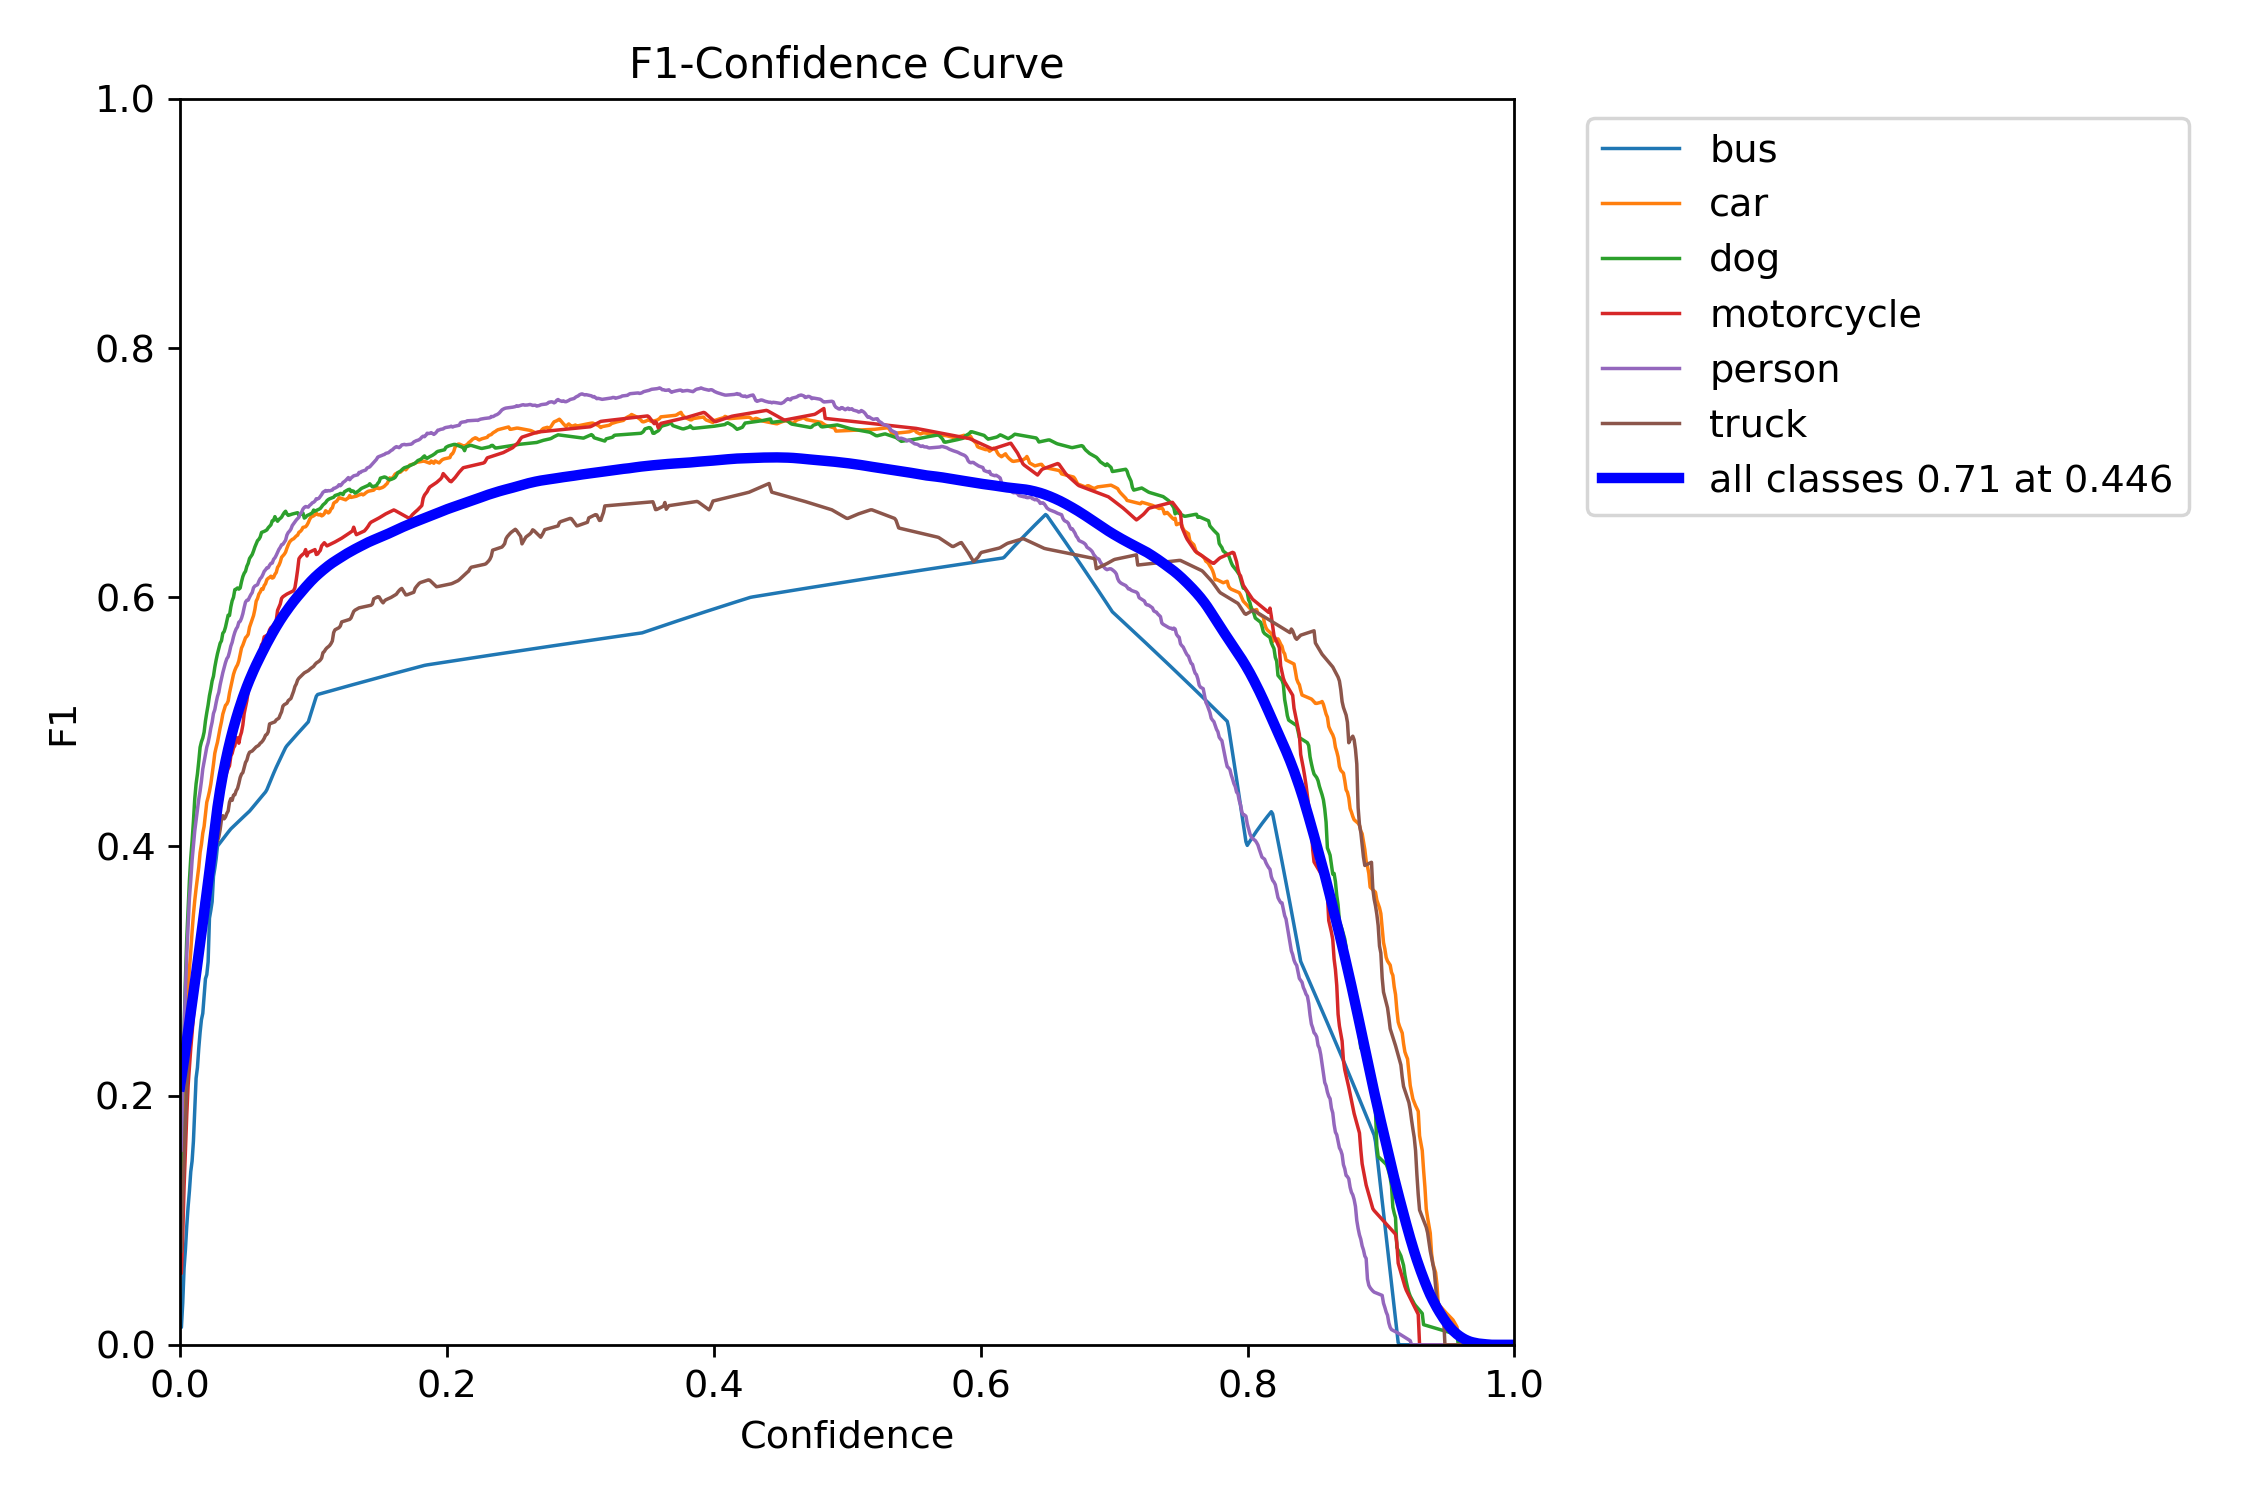 F1-Confidence Curve
1.0
0.8
0.6
0.4
0.2
0.0
F1
0.0 0.2 0.4 0.6 0.8 1.0
Confidence
bus
car
dog
motorcycle
person
truck
all classes 0.71 at 0.446